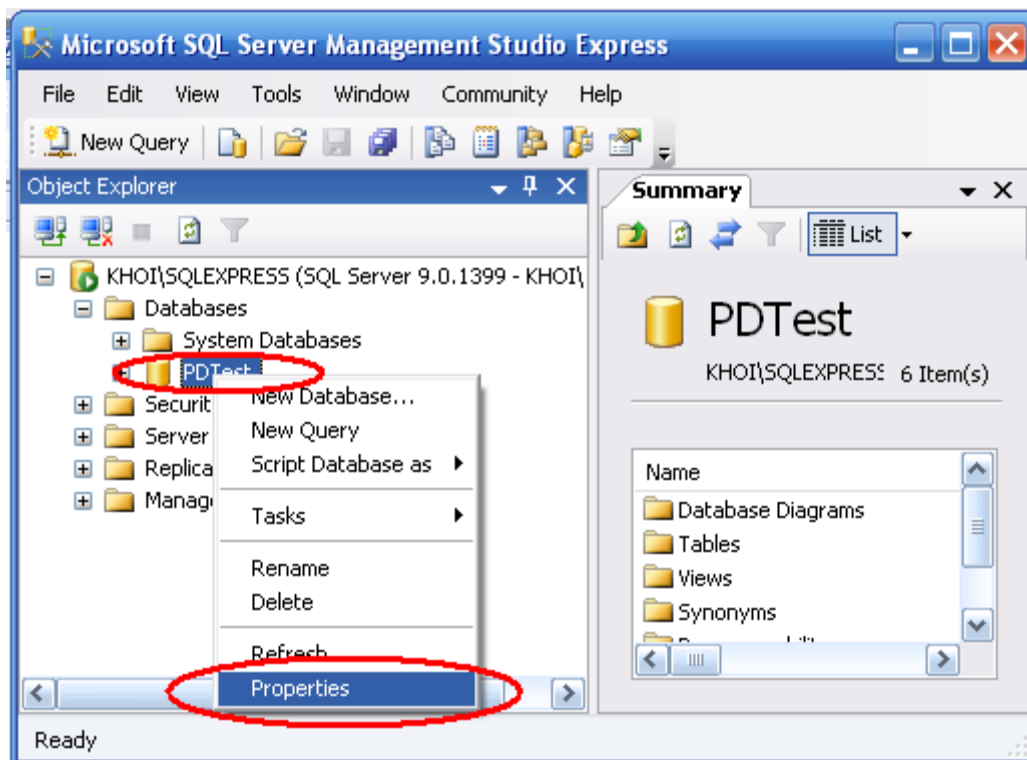 Microsoft SQL Server Management Studio Express
File Edit View Tools Window Community Help
New Query
Object Explorer
Summary
List
KHOI\SQLEXPRESS (SQL Server 9.0.1399 - KHOI\
Databases
System Databases
PDTest
Securit
Server
Replica
Manag
New Database...
New Query
Script Database as
Tasks
Rename
Delete
Refresh
Properties
PDTest
KHOI\SQLEXPRESS 6 Item(s)
Name
Database Diagrams
Tables
Views
Synonyms
Ready